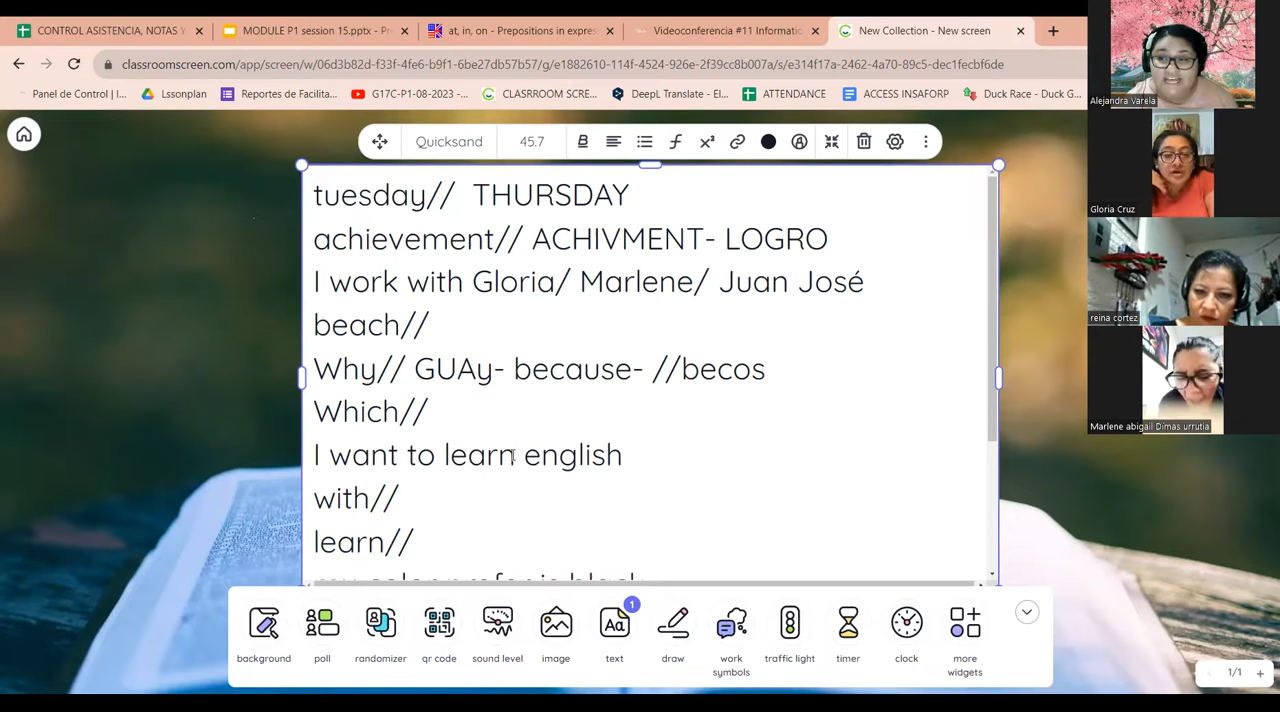 CONTROL ASISTENCIA, NOTAS Y
MODULE P1 session 15.pptx - Pr
at, in, on - Prepositions in expres
Videoconferencia #11 Informatio
New Collection - New screen
classroomscreen.com/app/screen/w/06d3b82d-f33f-4fe6-b9f1-6be27db57b57/g/e1882610-114f-4524-926e-2f39cc8b007a/s/e314f17a-2462-4a70-89c5-dec1fecbf6de
Panel de Control | I...
Lssonplan
Reportes de Facilita...
G17C-P1-08-2023 -...
CLASRROOM SCRE...
DeepL Translate - El...
ATTENDANCE
ACCESS INSAFORP
Duck Race - Duck G...
Quicksand
45.7
tuesday// THURSDAY
achievement// ACHIVMENT- LOGRO
I work with Gloria/ Marlene/ Juan José
beach//
Why// GUAy- because- //becos
Which//
I want to learn english
with//
learn//
my color prefer is black
background
poll
randomizer
qr code
sound level
image
1
text
draw
work symbols
traffic light
timer
clock
more widgets
1/1
Alejandra Varela
Gloria Cruz
reina cortez
Marlene abigail Dimas urrutia